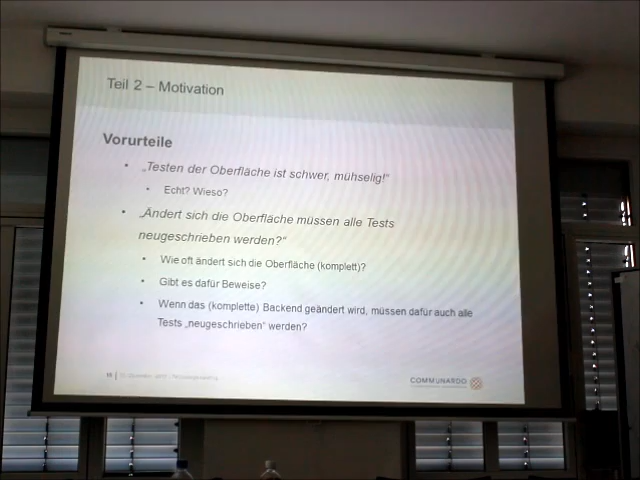 Teil 2 – Motivation
Vorurteile
• „Testen der Oberfläche ist schwer, mühselig!“
• Echt? Wieso?
• „Ändert sich die Oberfläche müssen alle Tests
neugeschrieben werden?“
• Wie oft ändert sich die Oberfläche (komplett)?
• Gibt es dafür Beweise?
• Wenn das (komplette) Backend geändert wird, müssen dafür auch alle
Tests „neugeschrieben“ werden?
COMMUNARDO